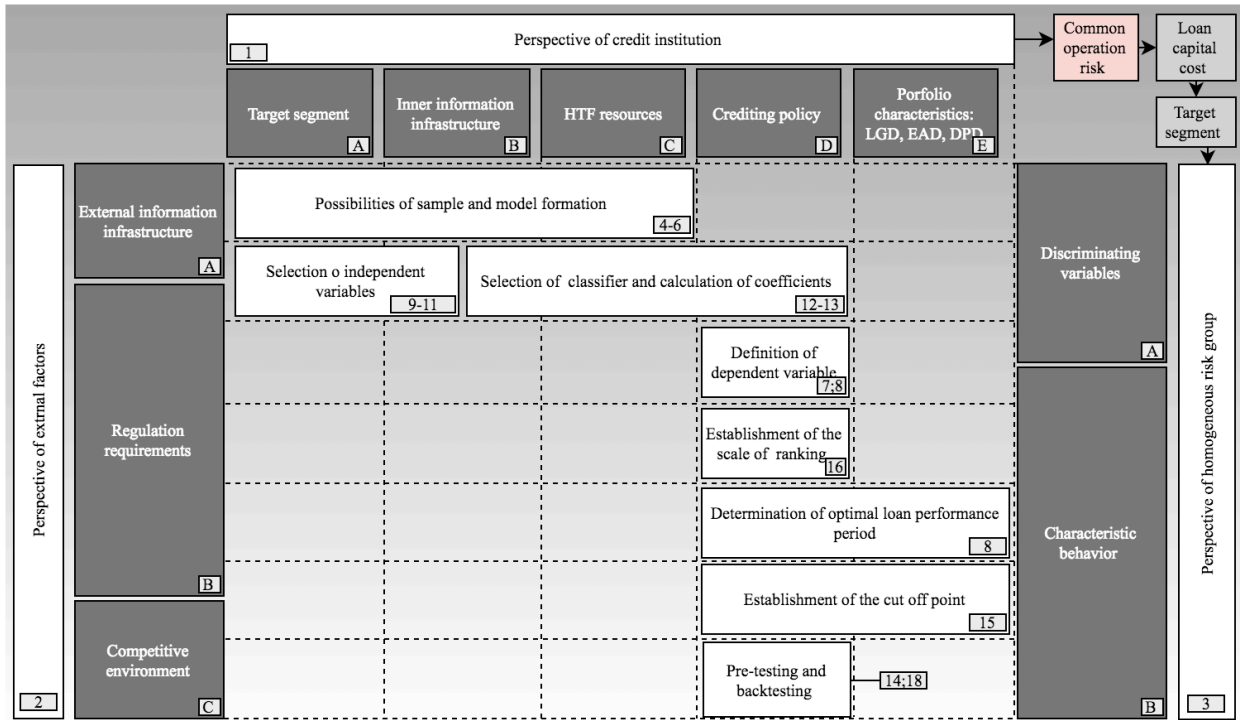 Perspective of credit institution
1
Common
operation
risk
Loan
capital
cost
Target
segment
Target segment
A
Inner information
infrastructure
B
HTF resources
C
Crediting policy
D
Porfolio
characteristics:
LGD, EAD, DPD
E
Perspective of extrnal factors
2
External information
infrastructure
A
Regulation
requirements
B
Competitive
environment
C
Possibilities of sample and model formation
4-6
Selection o independent
variables
9-11
Selection of classifier and calculation of coefficients
12-13
Definition of
dependent variable
7;8
Establishment of the
scale of ranking
16
Determination of optimal loan performance
period
8
Establishment of the cut off point
15
Pre-testing and
backtesting
14;18
Discriminating
variables
A
Characteristic
behavior
B
Perspective of homogeneous risk group
3